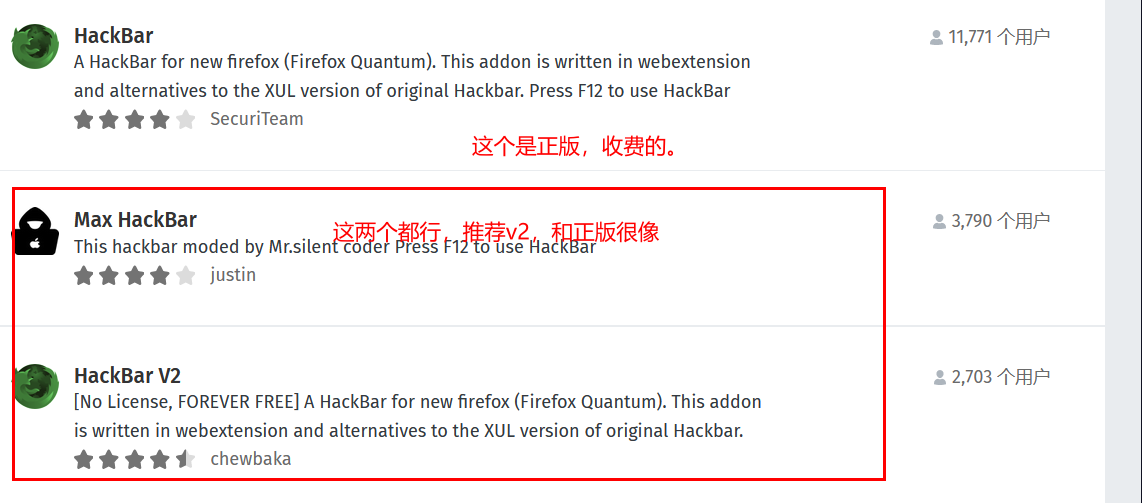 HackBar
11,771 个用户
A HackBar for new firefox (Firefox Quantum). This addon is written in webextension
and alternatives to the XUL version of original Hackbar. Press F12 to use HackBar
SecuriTeam
这个是正版，收费的。
Max HackBar
3,790 个用户
这两个都行，推荐v2，和正版很像
This hackbar moded by Mr.silent coder Press F12 to use HackBar
justin
HackBar V2
2,703 个用户
[No License, FOREVER FREE] A HackBar for new firefox (Firefox Quantum). This addon
is written in webextension and alternatives to the XUL version of original Hackbar.
chewbaka